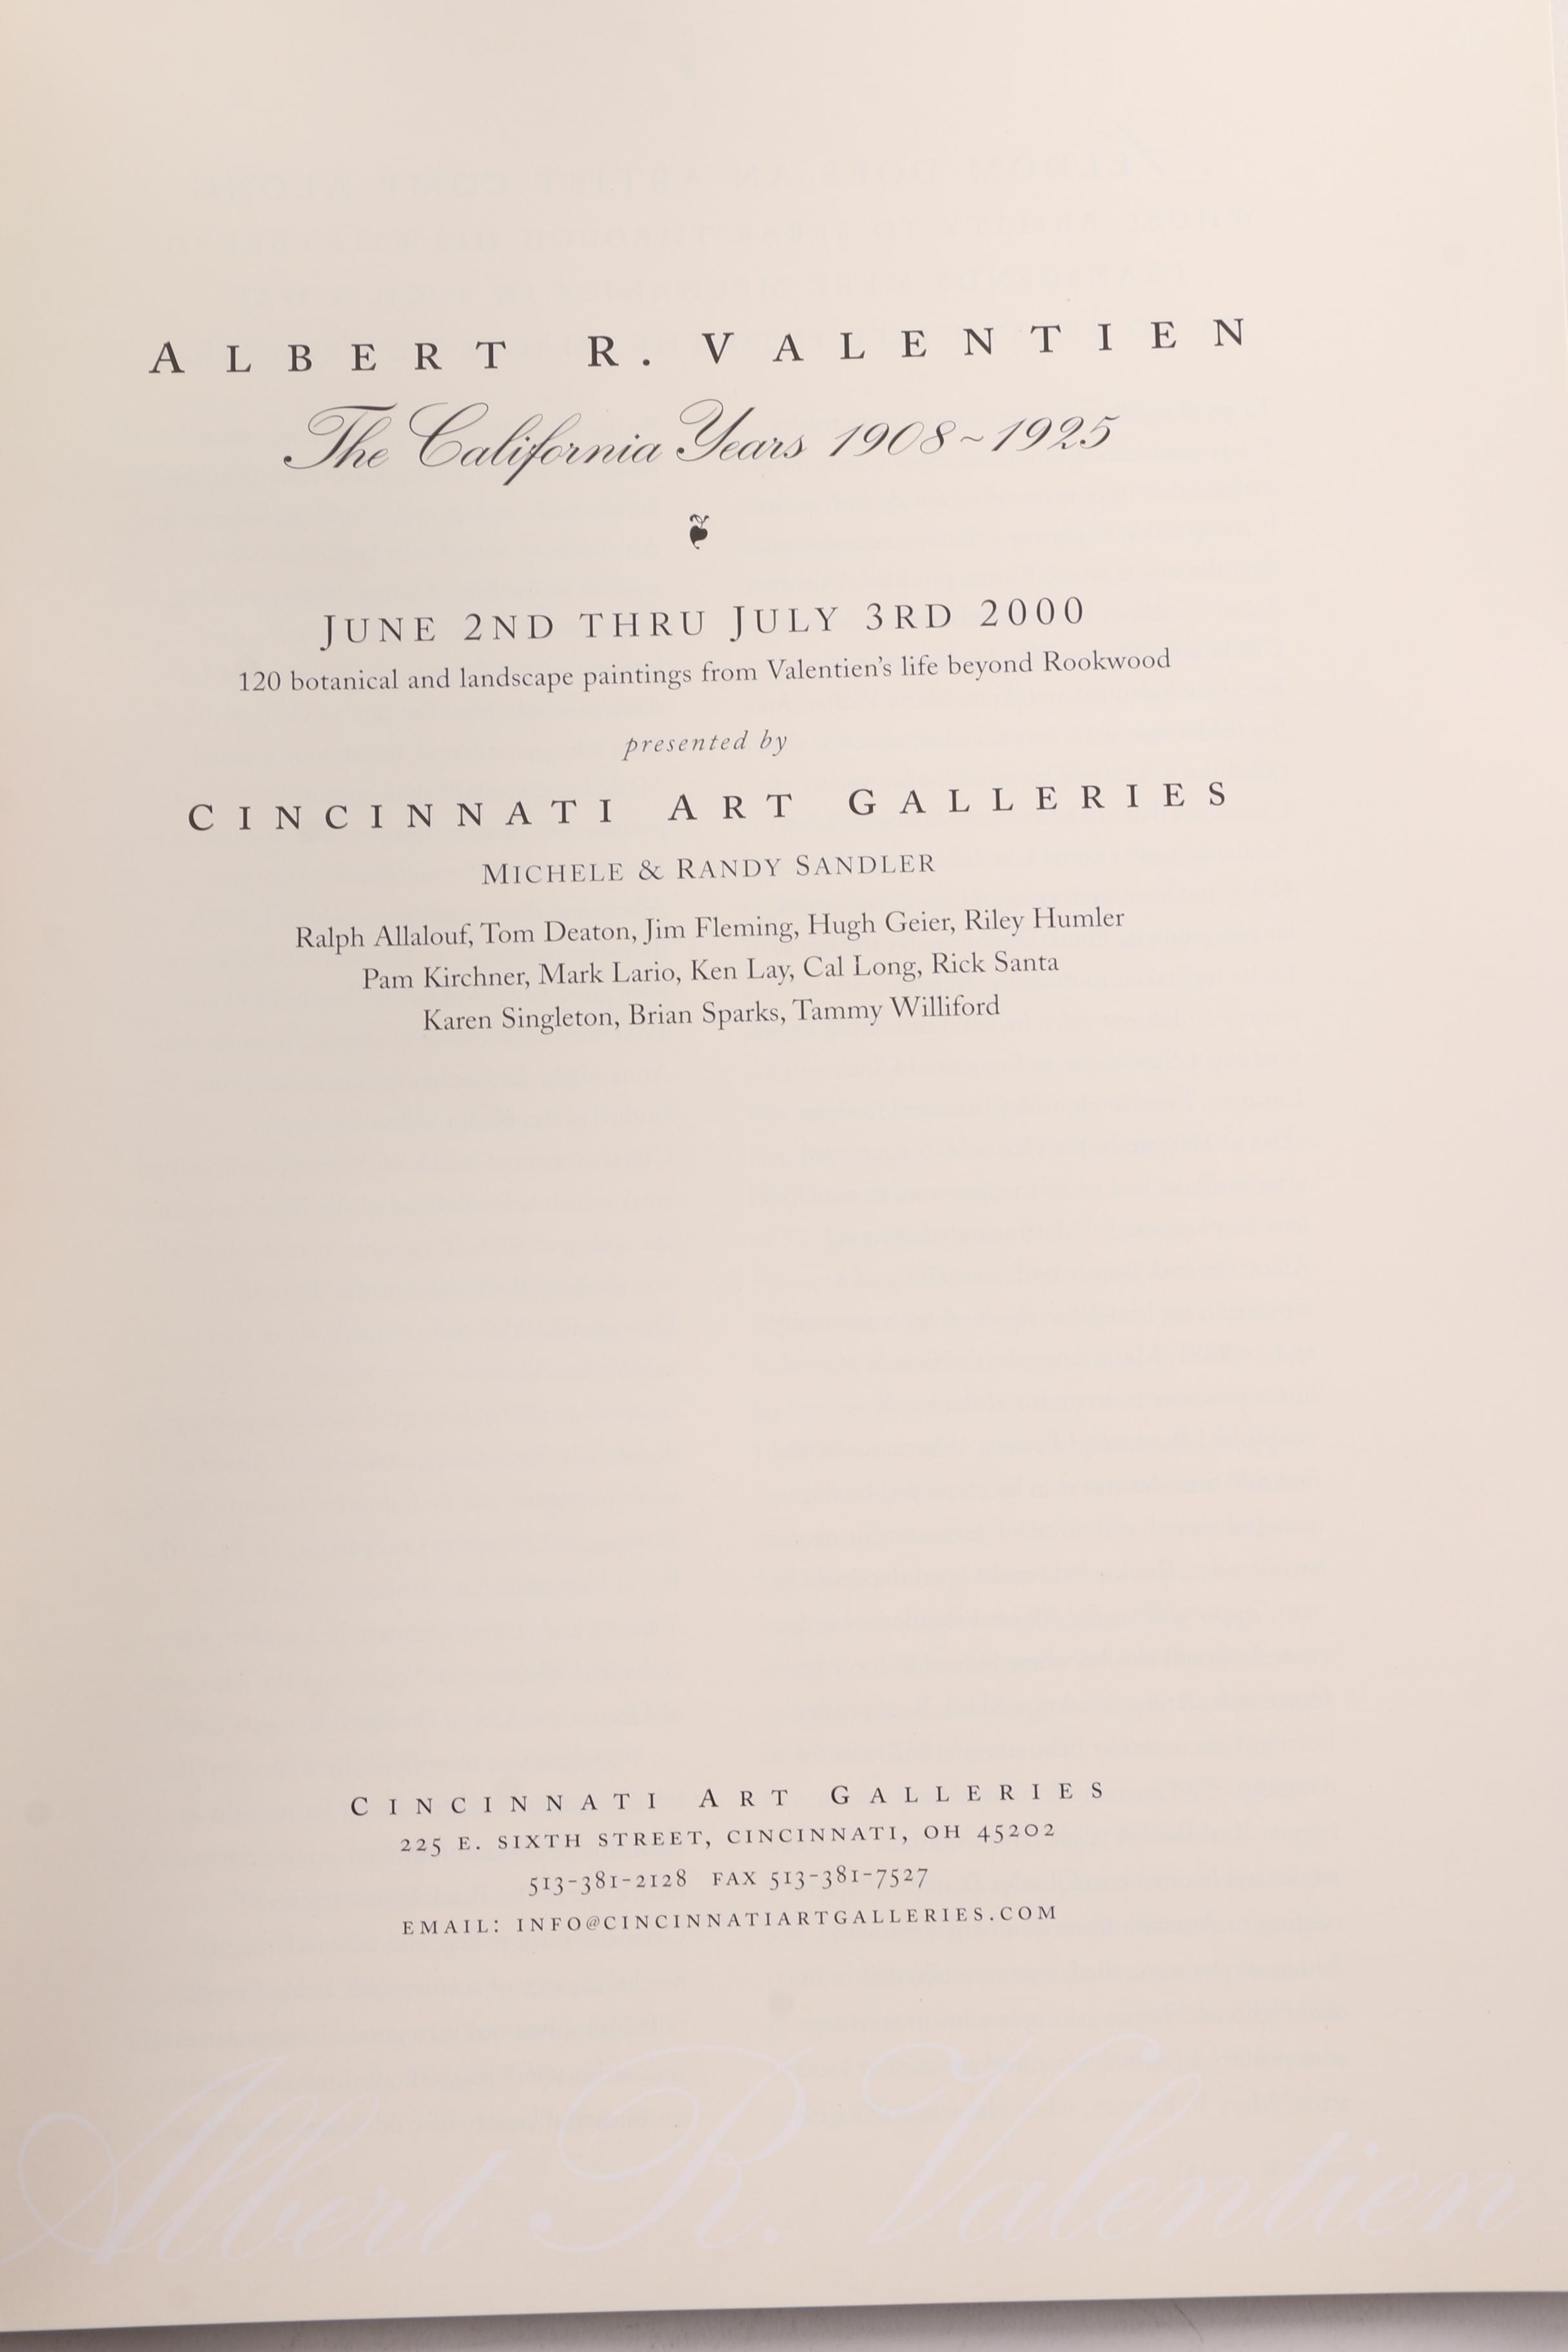 ALBERT R. VALENTIEN
The California Years 1908~1925
JUNE 2ND THRU JULY 3RD 2000
120 botanical and landscape paintings from Valentien's life beyond Rookwood
presented by
CINCINNATI ART GALLERIES
MICHELE & RANDY SANDLER
Ralph Allalouf, Tom Deaton, Jim Fleming, Hugh Geier, Riley Humler
Pam Kirchner, Mark Lario, Ken Lay, Cal Long, Rick Santa
Karen Singleton, Brian Sparks, Tammy Williford
CINCINNATI ART GALLERIES
225 E. SIXTH STREET, CINCINNATI, OH 45202
513-381-2128 FAX 513-381-7527
EMAIL: INFO@CINCINNATIARTGALLERIES.COM
Albert R. Valentien